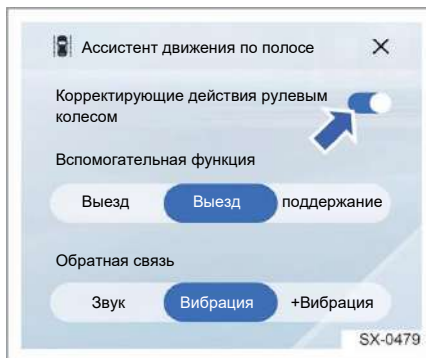 Ассистент движения по полосе
Корректирующие действия рулевым
колесом
Вспомогательная функция
Выезд Выезд поддержание
Обратная связь
Звук Вибрация +Вибрация
SX-0479